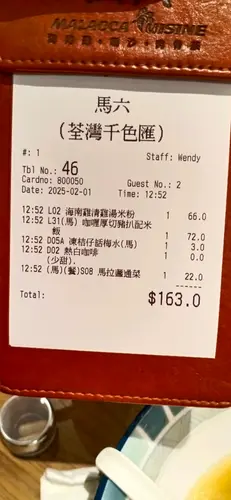 MALACCA CUISINE
馬六
(荃灣千色匯)
#: 1 Staff: Wendy
Tbl No.: 46
Cardno: 800050 Guest No.: 2
Date: 2025-02-01 Time: 12:52
12:52 L02 海南雞清雞湯米粉 1 66.0
12:52 L31(馬) 咖喱厚切豬扒配米飯 1 72.0
12:52 D05A 凍桔仔話梅水(馬) 1 3.0
12:52 D02 熱白咖啡 1 0.0
(少甜).
12:52 (馬)(餐)S08 馬拉盞通菜 1 22.0
Total: $163.0